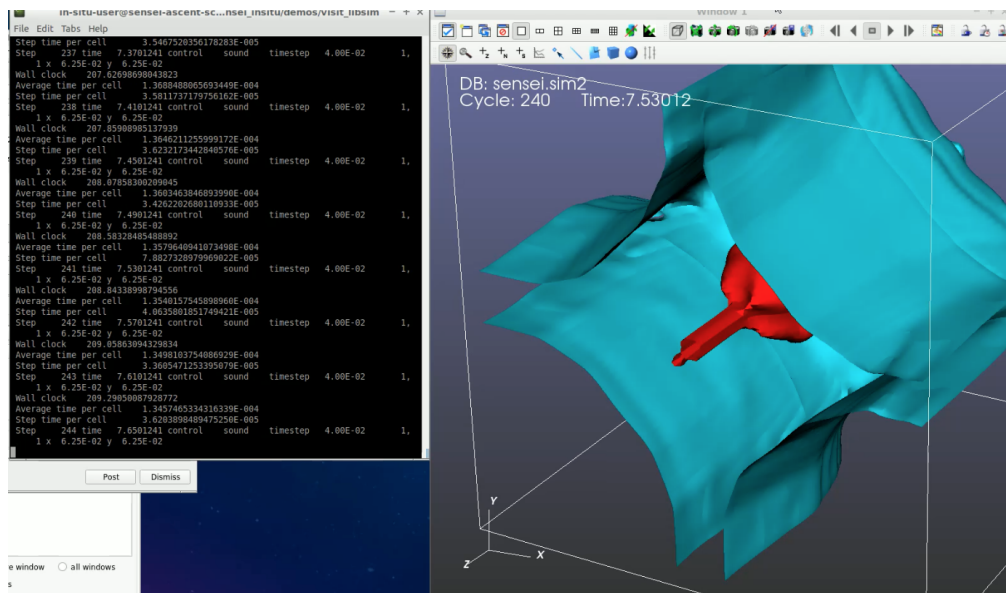 in-situ-user@sensei-ascent-sc...nsei_insitu/demos/visit_libsim
File Edit Tabs Help
Step time per cell 3.5467520356178283E-005
Step 237 time 7.3701241 control sound timestep 4.00E-02 1,
1 x 6.25E-02 y 6.25E-02
Wall clock 207.62698698043823
Average time per cell 1.3688488065693449E-004
Step time per cell 3.5811737179756162E-005
Step 238 time 7.4101241 control sound timestep 4.00E-02 1,
1 x 6.25E-02 y 6.25E-02
Wall clock 207.85908985137939
Average time per cell 1.3646211255999172E-004
Step time per cell 3.6232173442840576E-005
Step 239 time 7.4501241 control sound timestep 4.00E-02 1,
1 x 6.25E-02 y 6.25E-02
Wall clock 208.07858300209045
Average time per cell 1.3603463846893990E-004
Step time per cell 3.4262202680110933E-005
Step 240 time 7.4901241 control sound timestep 4.00E-02 1,
1 x 6.25E-02 y 6.25E-02
Wall clock 208.58328485488892
Average time per cell 1.3579640941073498E-004
Step time per cell 7.8827328979969022E-005
Step 241 time 7.5301241 control sound timestep 4.00E-02 1,
1 x 6.25E-02 y 6.25E-02
Wall clock 208.84338998794556
Average time per cell 1.3540157545898960E-004
Step time per cell 4.0635801851749421E-005
Step 242 time 7.5701241 control sound timestep 4.00E-02 1,
1 x 6.25E-02 y 6.25E-02
Wall clock 209.05863094329834
Average time per cell 1.3498103754086929E-004
Step time per cell 3.3605471253395079E-005
Step 243 time 7.6101241 control sound timestep 4.00E-02 1,
1 x 6.25E-02 y 6.25E-02
Wall clock 209.29050087928772
Average time per cell 1.3457465334316339E-004
Step time per cell 3.6203898489475250E-005
Step 244 time 7.6501241 control sound timestep 4.00E-02 1,
1 x 6.25E-02 y 6.25E-02
Post Dismiss
e window all windows
s
Window 1
DB: sensei.sim2
Cycle: 240 Time:7.53012
Y
X
Z